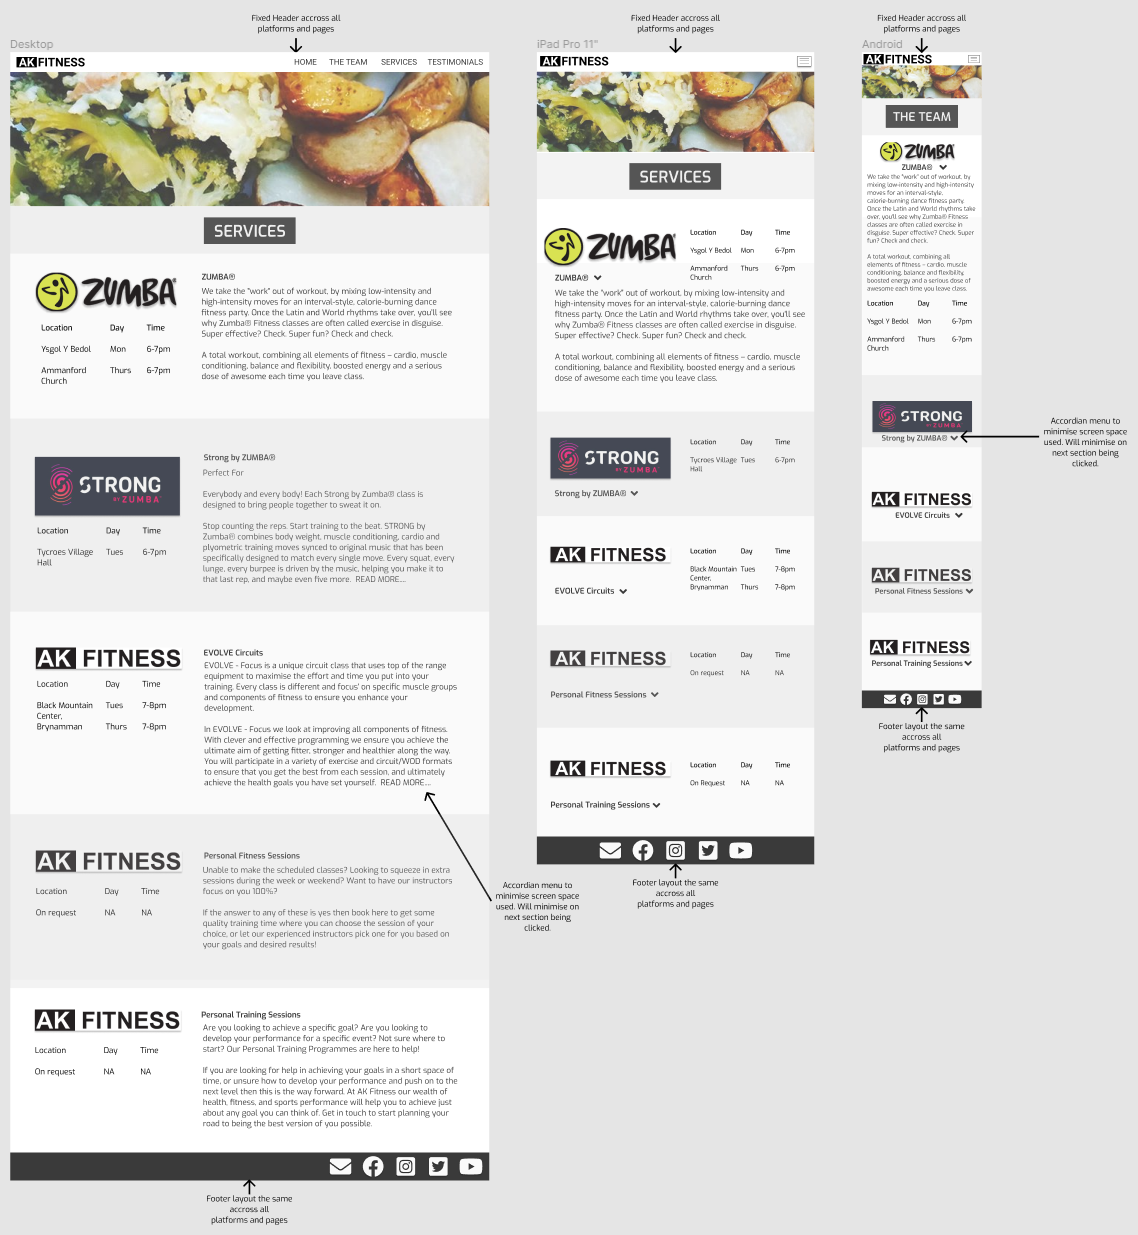 Fixed Header accross all
platforms and pages
Desktop
AK FITNESS
HOME THE TEAM SERVICES TESTIMONIALS
SERVICES
ZUMBA®
Location Day Time
Ysgol Y Bedol Mon 6-7pm
Ammanford Thurs 6-7pm
Church
ZUMBA®
We take the "work" out of workout, by mixing low-intensity and
high-intensity moves for an interval-style, calorie-burning dance
fitness party. Once the Latin and World rhythms take over, you'll see
why Zumba® Fitness classes are often called exercise in disguise.
Super effective? Check. Super fun? Check and check.
A total workout, combining all elements of fitness – cardio, muscle
conditioning, balance and flexibility, boosted energy and a serious
dose of awesome each time you leave class.
STRONG
BY ZUMBA
Location Day Time
Tycroes Village Tues 6-7pm
Hall
Strong by ZUMBA®
Perfect For
Everybody and every body! Each Strong by Zumba® class is
designed to bring people together to sweat it on.
Stop counting the reps. Start training to the beat. STRONG by
Zumba® combines body weight, muscle conditioning, cardio and
plyometric training moves synced to original music that has been
specifically designed to match every single move. Every squat, every
lunge, every burpee is driven by the music, helping you make it to
that last rep, and maybe even five more. READ MORE...
AK FITNESS
Location Day Time
Black Mountain Tues 7-8pm
Center,
Brynamman Thurs 7-8pm
EVOLVE Circuits
EVOLVE - Focus is a unique circuit class that uses top of the range
equipment to maximise the effort and time you put into your
training. Every class is different and focus' on specific muscle groups
and components of fitness to ensure you enhance your
development.
In EVOLVE - Focus we look at improving all components of fitness.
With clever and effective programming we ensure you achieve the
ultimate aim of getting fitter, stronger and healthier along the way.
You will participate in a variety of exercise and circuit/WOD formats
to ensure that you get the best from each session, and ultimately
achieve the health goals you have set yourself. READ MORE...
AK FITNESS
Location Day Time
On request NA NA
Personal Fitness Sessions
Unable to make the scheduled classes? Looking to squeeze in extra
sessions during the week or weekend? Want to have our instructors
focus on you 100%?
If the answer to any of these is yes then book here to get some
quality training time where you can choose the session of your
choice, or let our experienced instructors pick one for you based on
your goals and desired results!
AK FITNESS
Location Day Time
On request NA NA
Personal Training Sessions
Are you looking to achieve a specific goal? Are you looking to
develop your performance for a specific event? Not sure where to
start? Our Personal Training Programmes are here to help!
If you are looking for help in achieving your goals in a short space of
time, or unsure how to develop your performance and push on to the
next level then this is the way forward. At AK Fitness our wealth of
health, fitness, and sports performance will help you to achieve just
about any goal you can think of. Get in touch to start planning your
road to being the best version of you possible.
Footer layout the same
accross all
platforms and pages
Accordian menu to
minimise screen space
used. Will minimise on
next section being
clicked.
Fixed Header accross all
platforms and pages
iPad Pro 11"
AK FITNESS
SERVICES
ZUMBA
Location Day Time
Ysgol Y Bedol Mon 6-7pm
Ammanford Thurs 6-7pm
Church
ZUMBA®
We take the "work" out of workout, by mixing low-intensity and
high-intensity moves for an interval-style, calorie-burning dance
fitness party. Once the Latin and World rhythms take over, you'll see
why Zumba® Fitness classes are often called exercise in disguise.
Super effective? Check. Super fun? Check and check.
A total workout, combining all elements of fitness – cardio, muscle
conditioning, balance and flexibility, boosted energy and a serious
dose of awesome each time you leave class.
STRONG
BY ZUMBA
Location Day Time
Tycroes Village Tues 6-7pm
Hall
Strong by ZUMBA®
AK FITNESS
Location Day Time
Black Mountain Tues 7-8pm
Center,
Brynamman Thurs 7-8pm
EVOLVE Circuits
AK FITNESS
Location Day Time
On request NA NA
Personal Fitness Sessions
AK FITNESS
Location Day Time
On Request NA NA
Personal Training Sessions
Footer layout the same
accross all
platforms and pages
Fixed Header accross all
platforms and pages
Android
AK FITNESS
THE TEAM
ZUMBA
ZUMBA®
We take the "work" out of workout, by
mixing low-intensity and high-intensity
moves for an interval-style,
calorie-burning dance fitness party.
Once the Latin and World rhythms take
over, you'll see why Zumba® Fitness
classes are often called exercise in
disguise. Super effective? Check. Super
fun? Check and check.
A total workout, combining all
elements of fitness – cardio, muscle
conditioning, balance and flexibility,
boosted energy and a serious dose of
awesome each time you leave class.
Location Day Time
Ysgol Y Bedol Mon 6-7pm
Ammanford Thurs 6-7pm
Church
STRONG
BY ZUMBA
Strong by ZUMBA®
Accordian menu to
minimise screen space
used. Will minimise on
next section being
clicked.
AK FITNESS
EVOLVE Circuits
AK FITNESS
Personal Fitness Sessions
AK FITNESS
Personal Training Sessions
Footer layout the same
accross all
platforms and pages